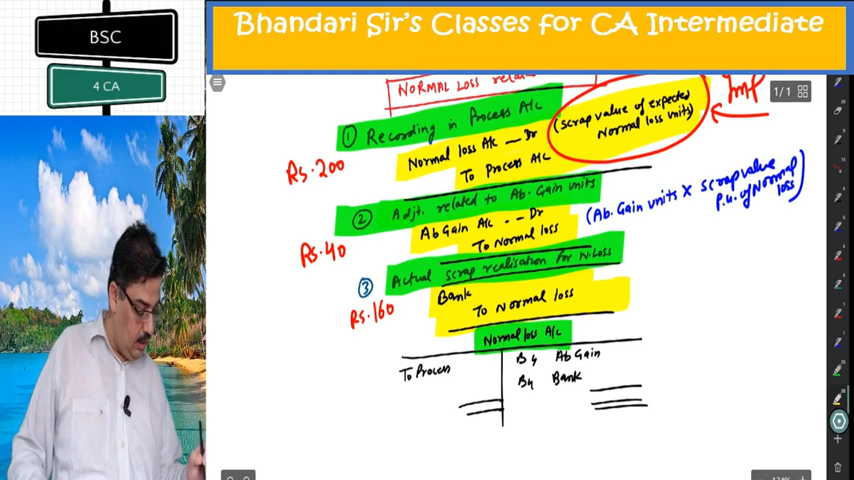 BSC
4 CA
Bhandari Sir's Classes for CA Intermediate
1/1
NORMAL LOSS
Imp
① Recording in Process A/c
(scrap value of expected
Normal loss units)
Rs. 200
Normal loss A/c — Dr
To Process A/c
② Adjt. related to Ab. Gain units
(Ab. Gain units × scrap value
p.u. of Normal
loss)
Rs. 40
Ab Gain A/c - - Dr
To Normal loss
③ Actual scrap realisation for N. Loss
Rs. 160
Bank
To Normal loss
Normal loss A/c
To Process
By Ab Gain
By Bank